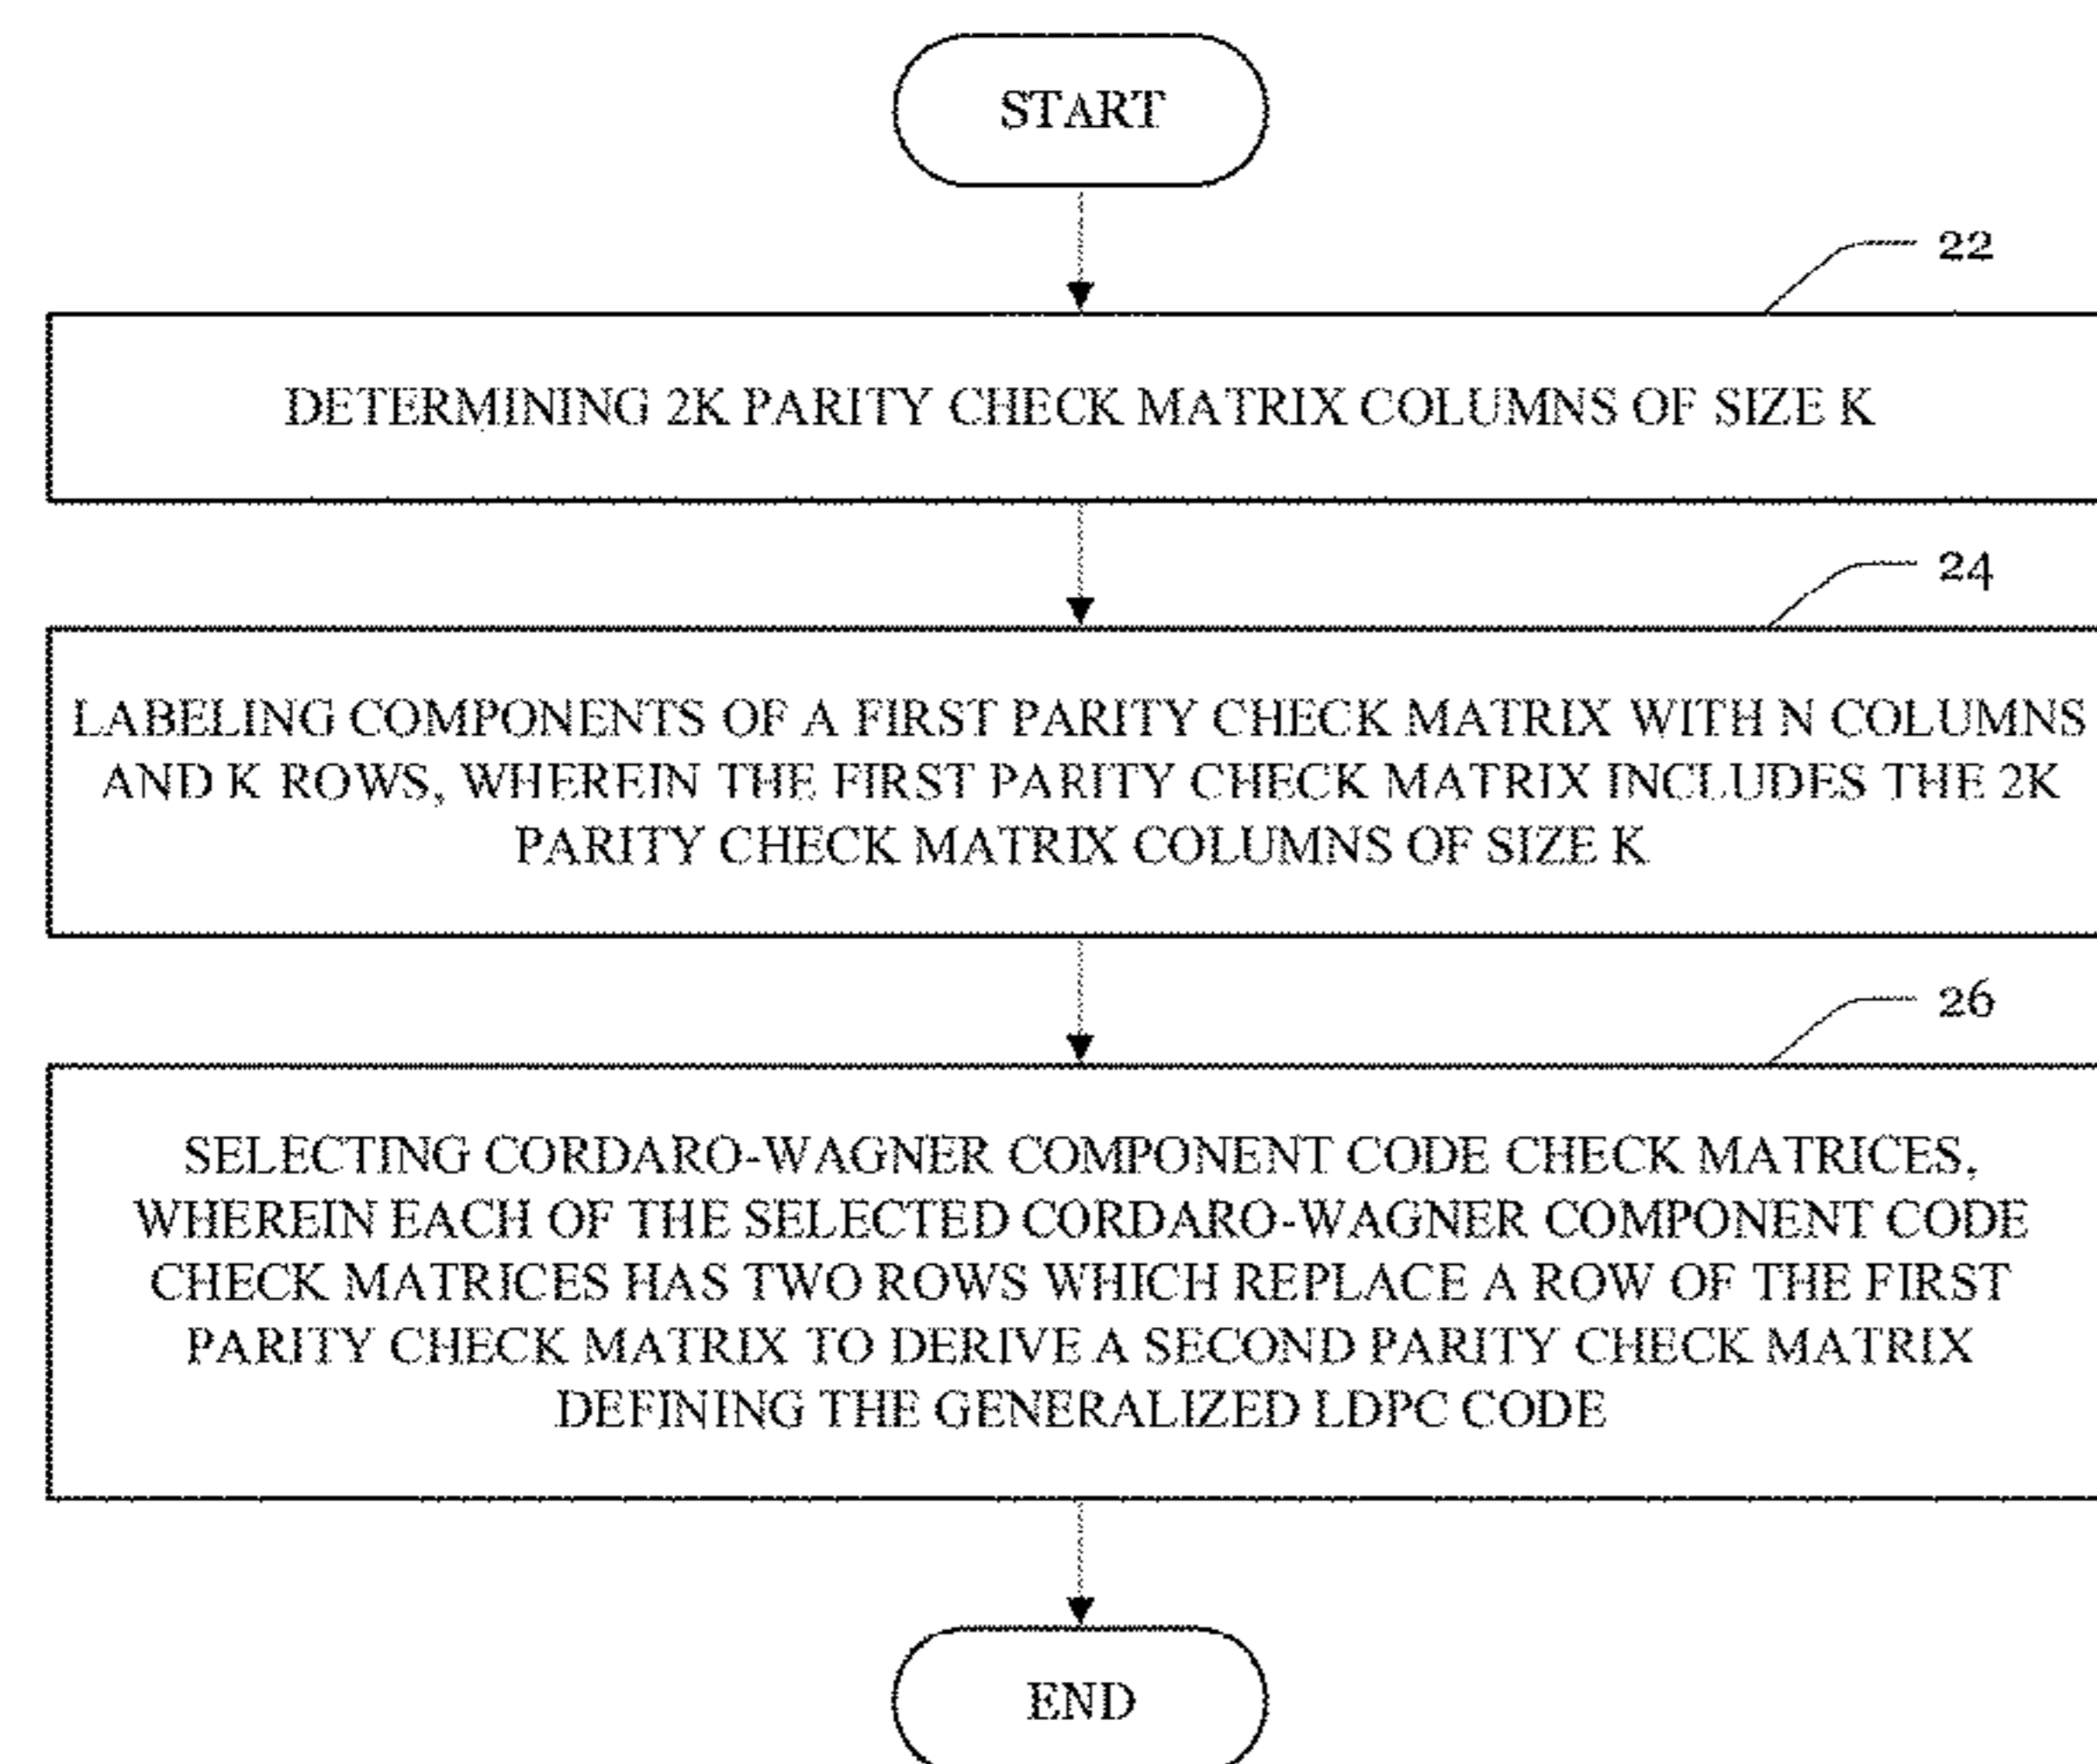 START
22
DETERMINING 2K PARITY CHECK MATRIX COLUMNS OF SIZE K
24
LABELING COMPONENTS OF A FIRST PARITY CHECK MATRIX WITH N COLUMNS
AND K ROWS, WHEREIN THE FIRST PARITY CHECK MATRIX INCLUDES THE 2K
PARITY CHECK MATRIX COLUMNS OF SIZE K
26
SELECTING CORDARO-WAGNER COMPONENT CODE CHECK MATRICES,
WHEREIN EACH OF THE SELECTED CORDARO-WAGNER COMPONENT CODE
CHECK MATRICES HAS TWO ROWS WHICH REPLACE A ROW OF THE FIRST
PARITY CHECK MATRIX TO DERIVE A SECOND PARITY CHECK MATRIX
DEFINING THE GENERALIZED LDPC CODE
END